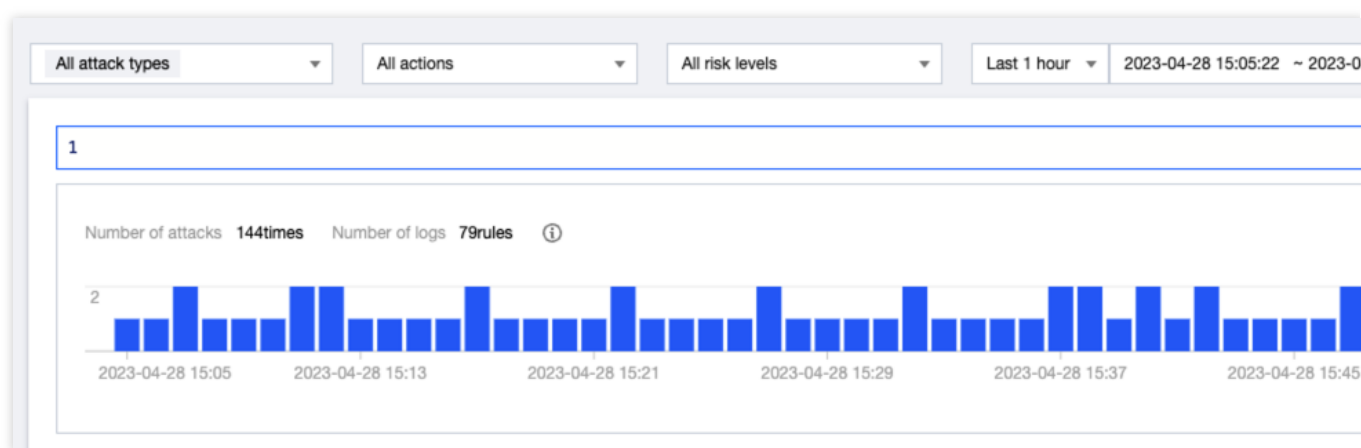 All attack types All actions All risk levels Last 1 hour 2023-04-28 15:05:22 ~ 2023-0
1
Number of attacks 144times Number of logs 79rules
2
2023-04-28 15:05 2023-04-28 15:13 2023-04-28 15:21 2023-04-28 15:29 2023-04-28 15:37 2023-04-28 15:45